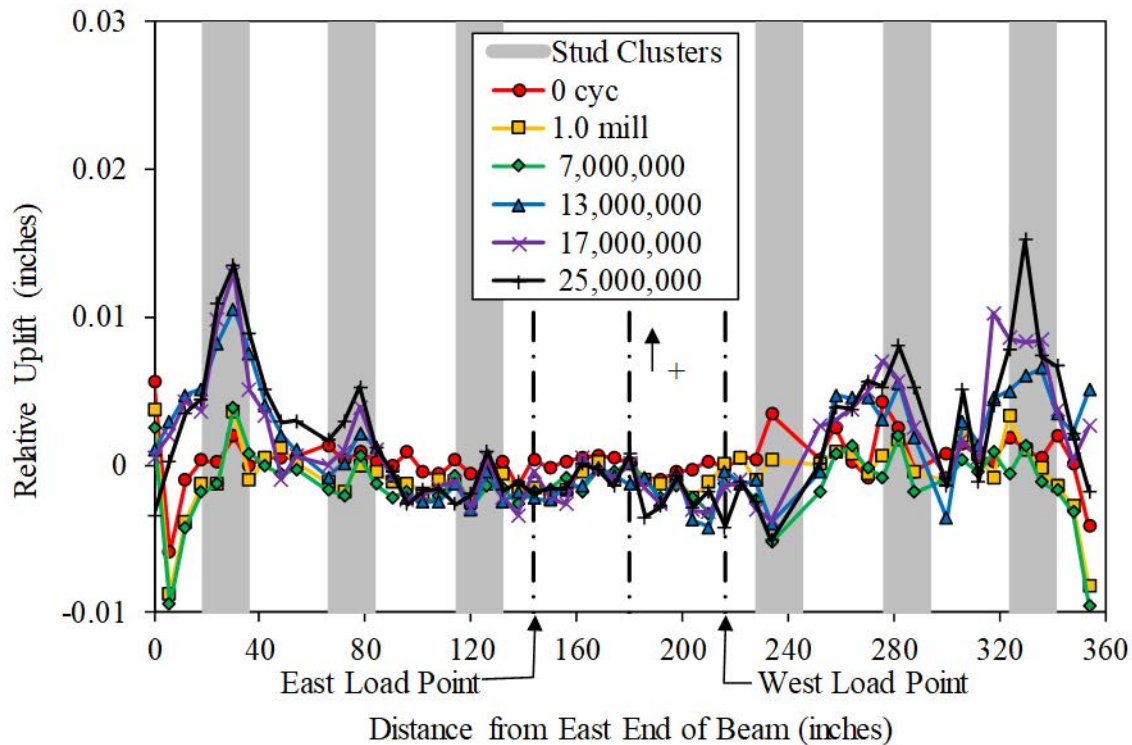 0.03
0.02
0.01
0
-0.01
Relative Uplift (inches)
Stud Clusters
0 cyc
1.0 mill
7,000,000
13,000,000
17,000,000
25,000,000
+
0 40 80 120 160 200 240 280 320 360
East Load Point West Load Point
Distance from East End of Beam (inches)